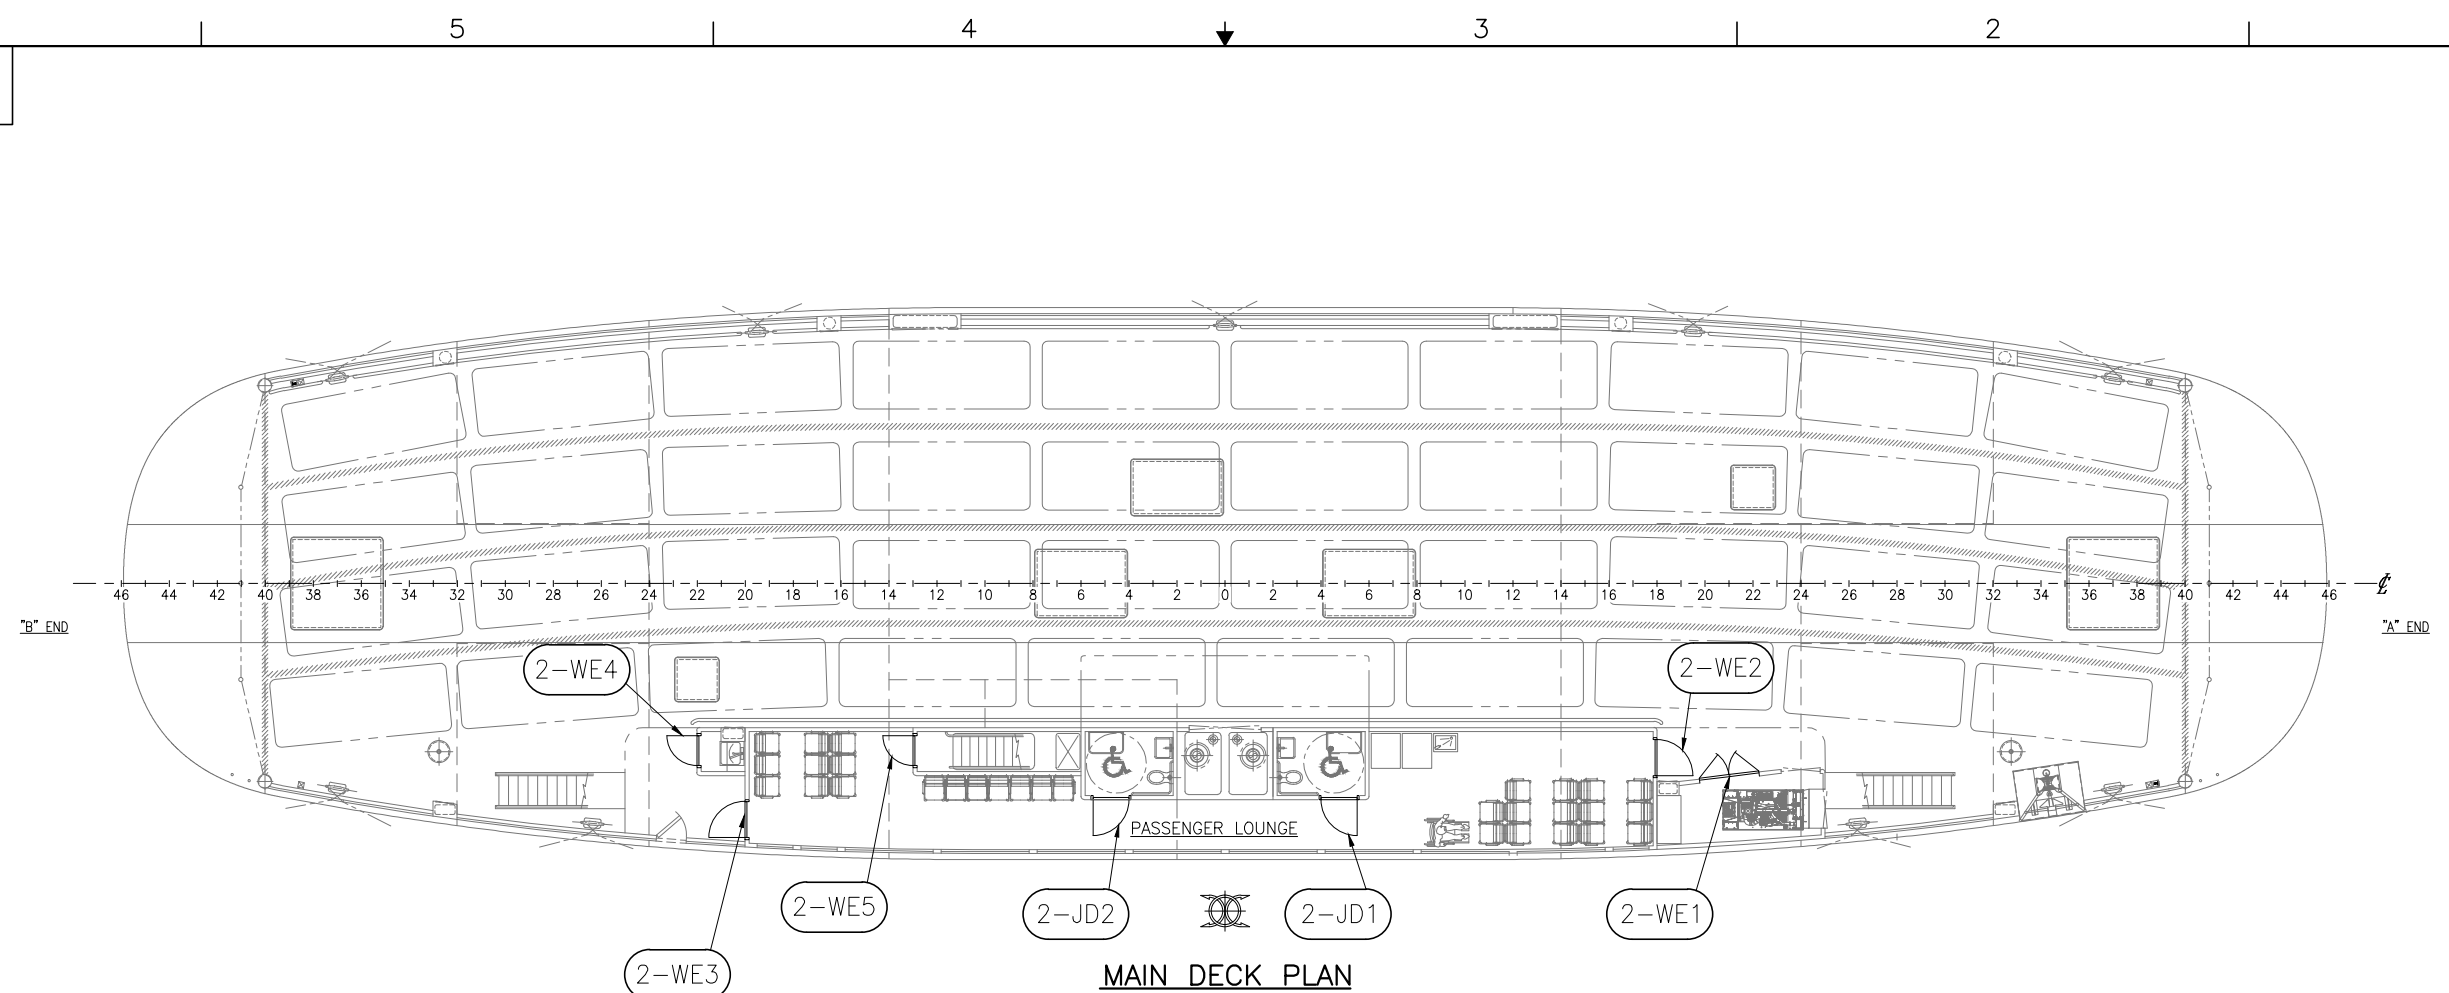 5 4 3 2
46 44 42 40 38 36 34 32 30 28 26 24 22 20 18 16 14 12 10 8 6 4 2 0 2 4 6 8 10 12 14 16 18 20 22 24 26 28 30 32 34 36 38 40 42 44 46 ℄
"B" END
"A" END
2-WE4
2-WE2
PASSENGER LOUNGE
2-WE5
2-JD2
2-JD1
2-WE1
2-WE3
MAIN DECK PLAN